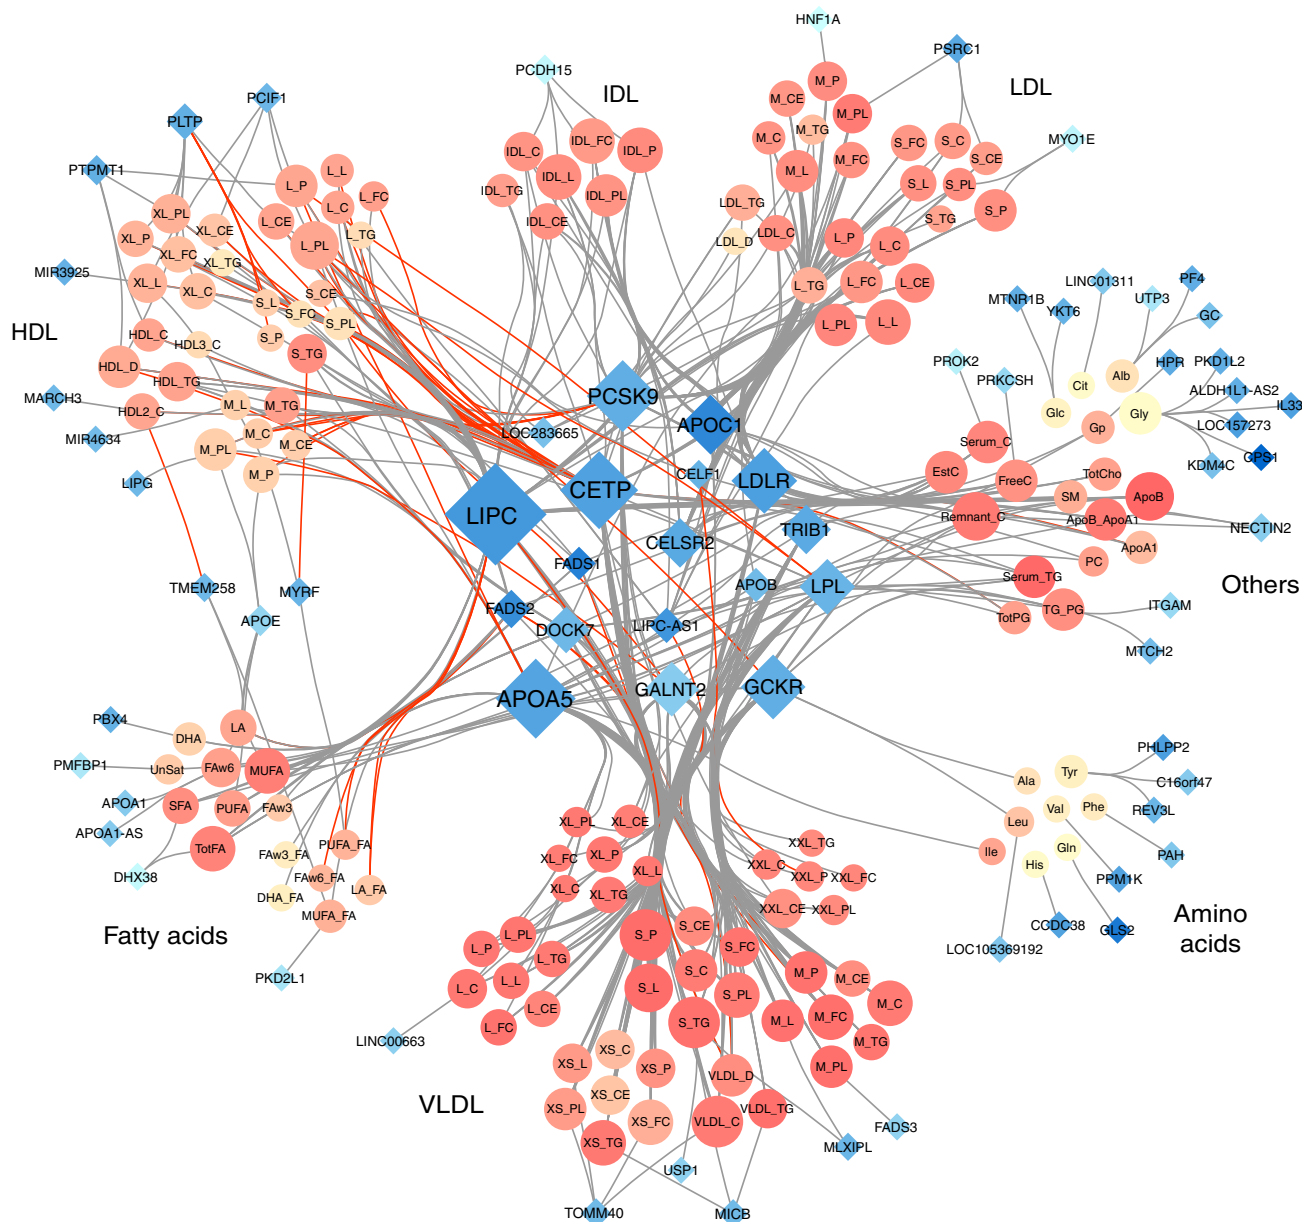 HNF1A
PSRC1
PCDH15
IDL
LDL
PCIF1
PLTP
PTPMT1
MIR3925
HDL
MARCH3
MIR4634
LIPG
MYO1E
L_P
L_L
L_C
L_FC
L_CE
L_PL
L_TG
XL_PL
XL_P
XL_CE
XL_FC
XL_TG
XL_L
XL_C
S_L
S_CE
S_FC
S_PL
S_P
S_TG
HDL_C
HDL3_C
HDL_D
HDL_TG
HDL2_C
M_L
M_TG
M_C
M_CE
M_PL
M_P
IDL_C
IDL_FC
IDL_P
IDL_TG
IDL_L
IDL_PL
IDL_CE
M_P
M_CE
M_PL
M_C
M_TG
M_FC
M_L
S_FC
S_C
S_CE
S_L
S_PL
S_TG
S_P
LDL_TG
LDL_D
LDL_C
L_P
L_C
L_TG
L_FC
L_CE
L_PL
L_L
MTNR1B
YKT6
LINC01311
UTP3
PF4
GC
PROK2
PRKCSH
HPR
PKD1L2
ALDH1L1-AS2
IL33
LOC157273
CPS1
KDM4C
NECTIN2
Cit
Alb
Glc
Gly
Gp
Serum_C
EstC
FreeC
TotCho
SM
ApoB
Remnant_C
ApoB_ApoA1
ApoA1
PC
Serum_TG
TotPG
TG_PG
Others
ITGAM
MTCH2
PCSK9
APOC1
LOC283665
CELF1
CETP
LDLR
LIPC
TRIB1
CELSR2
FADS1
APOB
LPL
FADS2
DOCK7
LIPC-AS1
APOA5
GALNT2
GCKR
TMEM258
MYRF
APOE
PBX4
PMFBP1
APOA1
APOA1-AS
DHX38
DHA
LA
UnSat
FAw6
MUFA
SFA
PUFA
FAw3
TotFA
FAw3_FA
PUFA_FA
FAw6_FA
DHA_FA
LA_FA
MUFA_FA
Fatty acids
PKD2L1
Ala
Tyr
Val
Phe
Leu
Ile
Gln
His
PHLPP2
C16orf47
REV3L
PAH
PPM1K
CCDC38
GLS2
LOC105369192
Amino
acids
XL_PL
XL_CE
XL_FC
XL_P
XL_L
XL_C
XL_TG
XXL_TG
XXL_C
XXL_P
XXL_FC
XXL_CE
XXL_PL
L_P
L_PL
L_TG
L_C
L_L
L_CE
L_FC
S_P
S_CE
S_FC
S_C
S_L
S_PL
S_TG
M_P
M_CE
M_C
M_L
M_FC
M_TG
M_PL
XS_L
XS_C
XS_P
XS_CE
XS_PL
XS_FC
XS_TG
VLDL_D
VLDL_C
VLDL_TG
VLDL
LINC00663
FADS3
MLXIPL
USP1
TOMM40
MICB